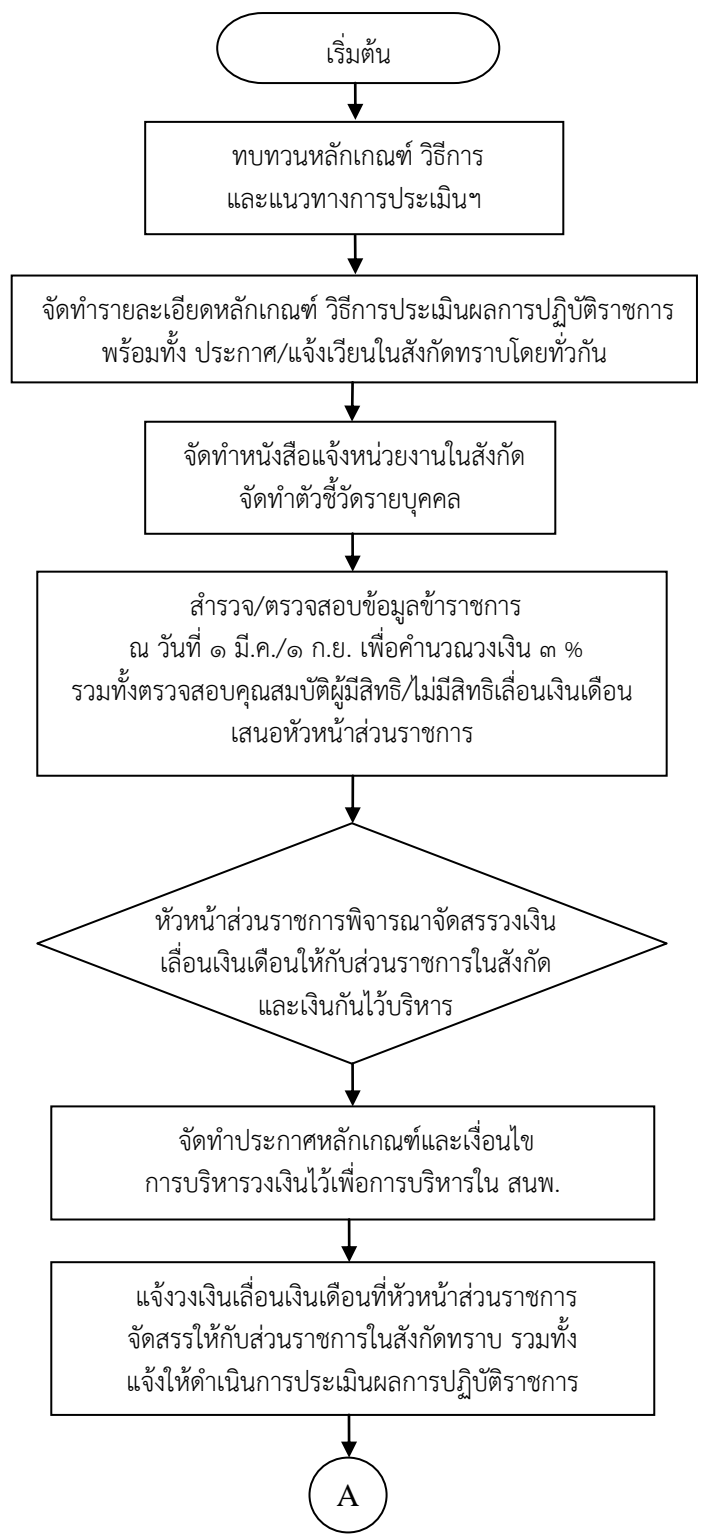 เริ่มต้น
ทบทวนหลักเกณฑ์ วิธีการ
และแนวทางการประเมินฯ
จัดทำรายละเอียดหลักเกณฑ์ วิธีการประเมินผลการปฏิบัติราชการ
พร้อมทั้ง ประกาศ/แจ้งเวียนในสังกัดทราบโดยทั่วกัน
จัดทำหนังสือแจ้งหน่วยงานในสังกัด
จัดทำตัวชี้วัดรายบุคคล
สำรวจ/ตรวจสอบข้อมูลข้าราชการ
ณ วันที่ ๑ มี.ค./๑ ก.ย. เพื่อคำนวณวงเงิน ๓ %
รวมทั้งตรวจสอบคุณสมบัติผู้มีสิทธิ/ไม่มีสิทธิเลื่อนเงินเดือน
เสนอหัวหน้าส่วนราชการ
หัวหน้าส่วนราชการพิจารณาจัดสรรวงเงิน
เลื่อนเงินเดือนให้กับส่วนราชการในสังกัด
และเงินกันไว้บริหาร
จัดทำประกาศหลักเกณฑ์และเงื่อนไข
การบริหารวงเงินไว้เพื่อการบริหารใน สนพ.
แจ้งวงเงินเลื่อนเงินเดือนที่หัวหน้าส่วนราชการ
จัดสรรให้กับส่วนราชการในสังกัดทราบ รวมทั้ง
แจ้งให้ดำเนินการประเมินผลการปฏิบัติราชการ
A